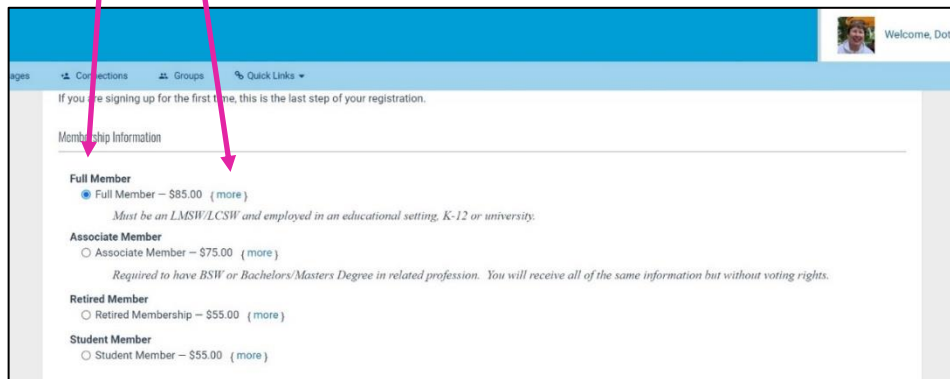 Welcome, Dot
ages Connections Groups Quick Links
If you are signing up for the first time, this is the last step of your registration.
Membership Information
Full Member
Full Member — $85.00 { more }
Must be an LMSW/LCSW and employed in an educational setting, K-12 or university.
Associate Member
Associate Member — $75.00 { more }
Required to have BSW or Bachelors/Masters Degree in related profession. You will receive all of the same information but without voting rights.
Retired Member
Retired Membership — $55.00 { more }
Student Member
Student Member — $55.00 { more }